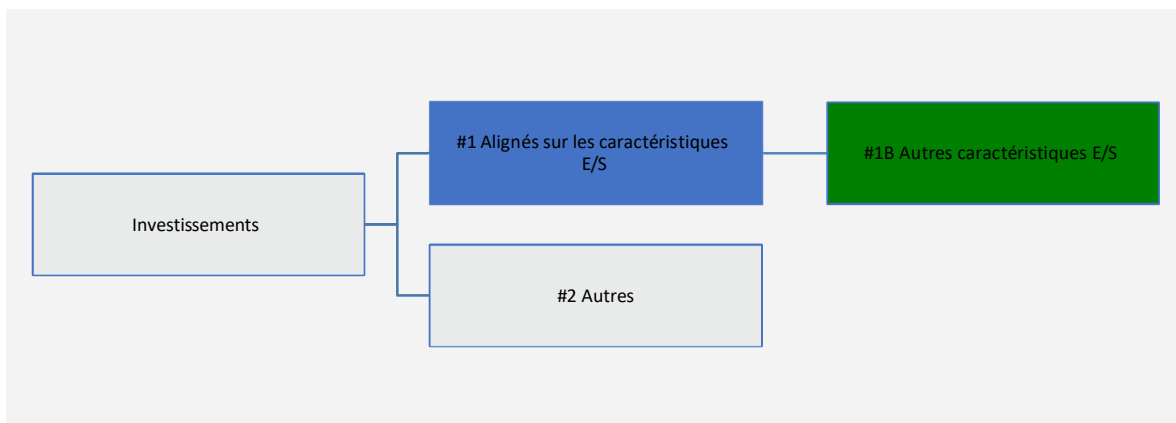 #1 Alignés sur les caractéristiques
E/S
#1B Autres caractéristiques E/S
Investissements
#2 Autres